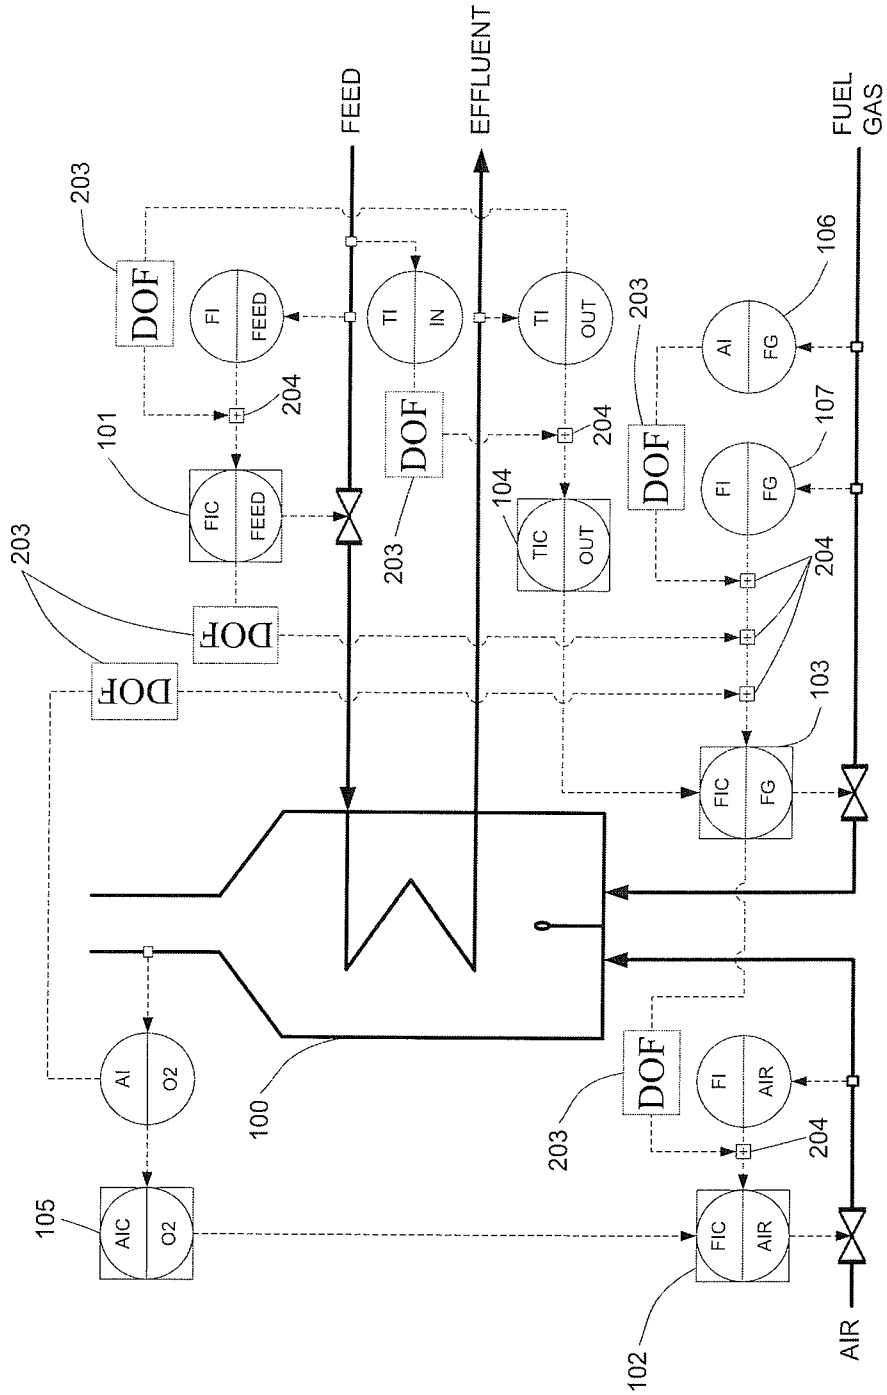 203
105
203
101
AIC
O2
AI
O2
DOF
DOF
FIC
FEED
FI
FEED
DOF
100
204
FEED
TI
IN
203
DOF
EFFLUENT
104
TIC
OUT
TI
OUT
203
204
203
102
DOF
DOF
FIC
AIR
FI
AIR
FIC
FG
FI
FG
AI
FG
106
204
103
204
107
AIR
FUEL
GAS